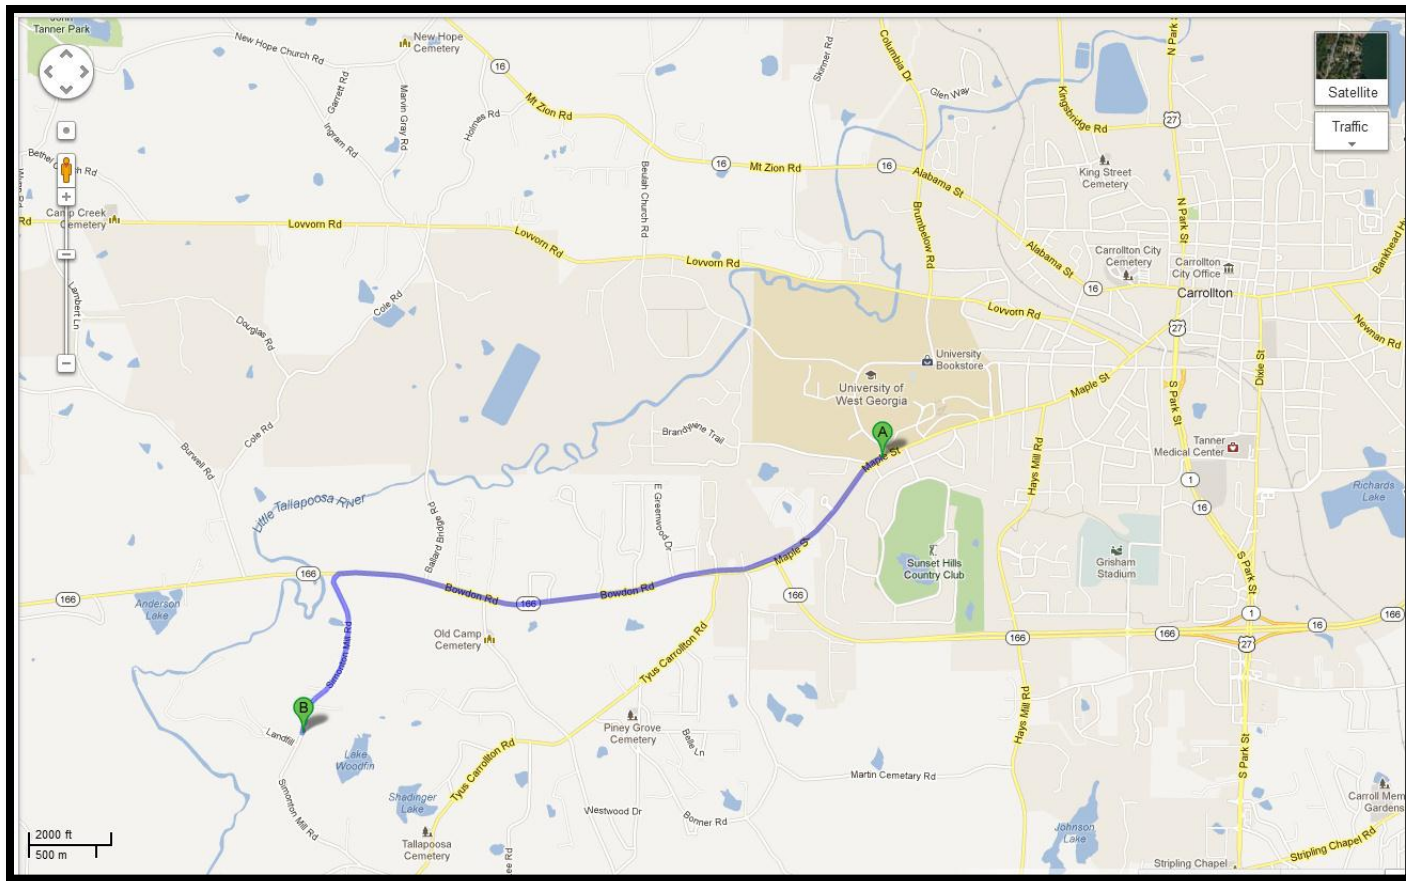 John
Tanner Park
New Hope Church Rd
New Hope
Cemetery
16
Mt Zion Rd
Garrett Rd
Marvin Gray Rd
Ingram Rd
Holmes Rd
Skinner Rd
Columbia Dr
Glen Way
N Park St
Kingsbridge Rd
27
Satellite
Traffic
Beulah Church Rd
16
Mt Zion Rd
16
Alabama St
King Street
Cemetery
Camp Creek
Cemetery
Rd
Lovvorn Rd
Lovvorn Rd
Lovvorn Rd
Brumbelow Rd
N Park St
Alabama St
Carrollton City
Cemetery
Carrollton
City Office
Carrollton
16
27
Lovvorn Rd
Newnan Rd
Lambert Ln
Douglas Rd
Cole Rd
University
Bookstore
University of
West Georgia
Maple St
S Park St
Dixie St
Cole Rd
Burwell Rd
Brandywine Trail
A
Maple St
Hays Mill Rd
Tanner
Medical Center
1
16
Richards
Lake
Little Tallapoosa River
Ballard Bridge Rd
E Greenwood Dr
Maple St
Sunset Hills
Country Club
Grisham
Stadium
S Park St
166
166
Bowdon Rd
166
Bowdon Rd
166
Anderson
Lake
Simonton Mill Rd
Old Camp
Cemetery
Tyus Carrollton Rd
166
166
1
16
166
27
B
Landfill
Lake
Woodfin
Piney Grove
Cemetery
Belle Ln
Hays Mill Rd
S Park St
Tyus Carrollton Rd
Martin Cemetary Rd
Simonton Mill Rd
Shadinger
Lake
Westwood Dr
Bonner Rd
Tallapoosa
Cemetery
Johnson
Lake
Gardens
Stripling Chapel
Stripling Chapel Rd
2000 ft
500 m